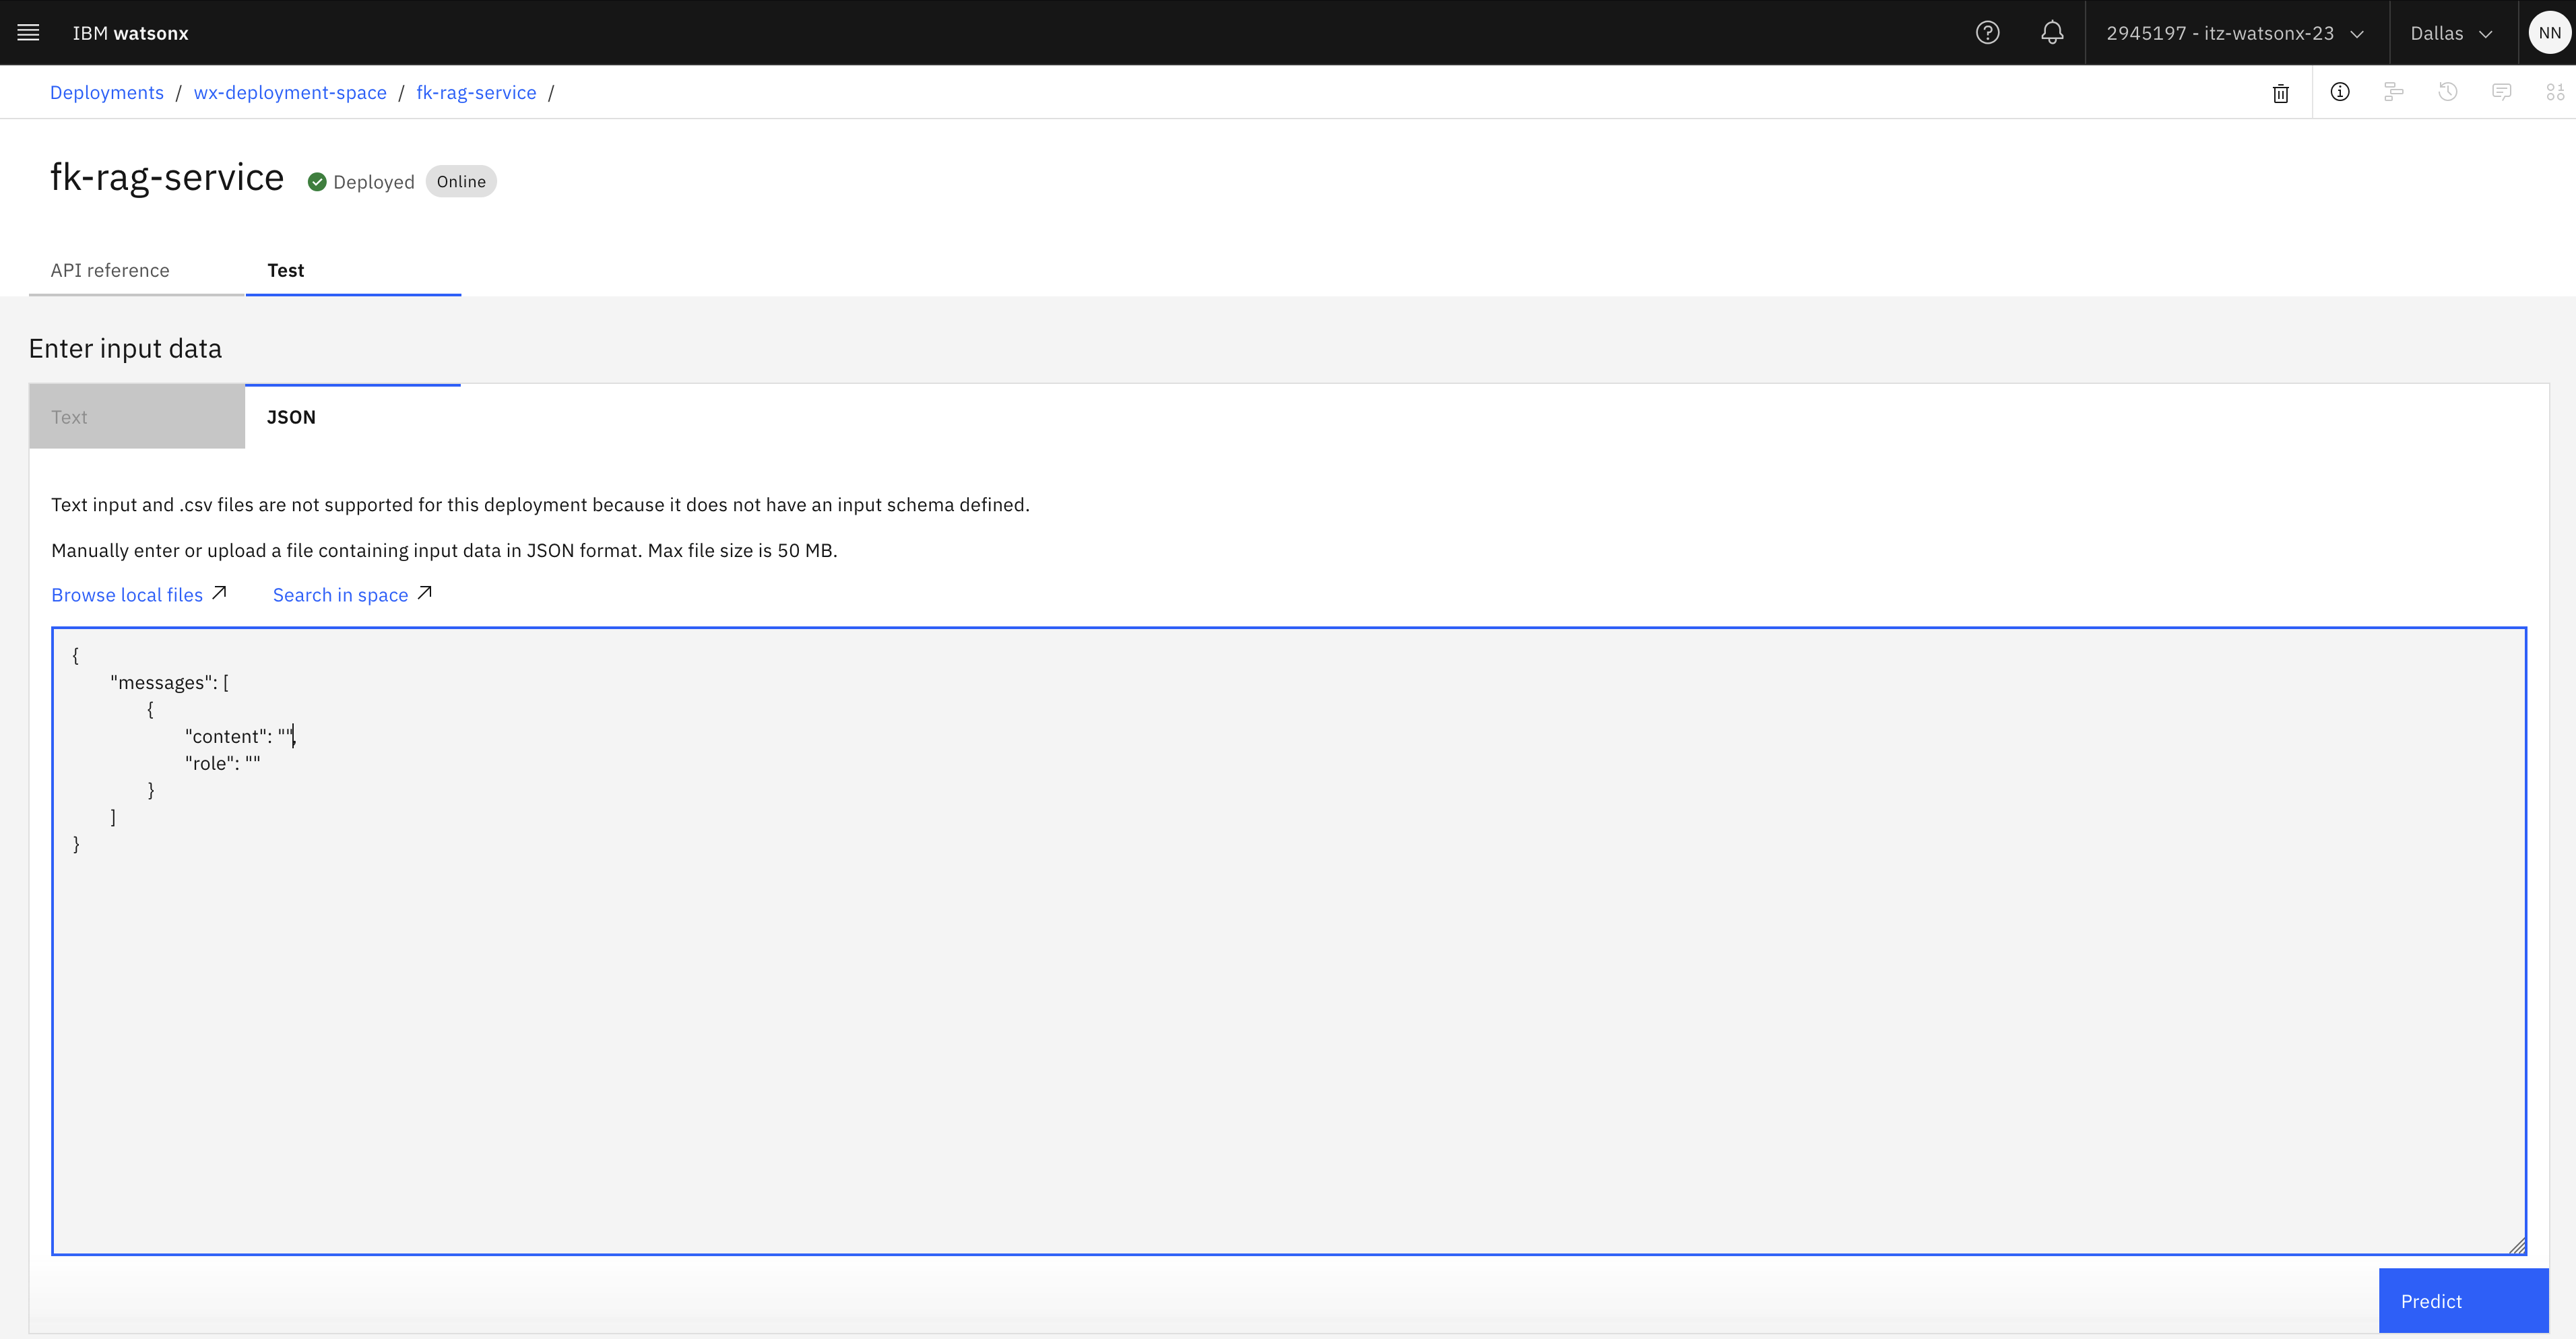 IBM watsonx
2945197 - itz-watsonx-23
Dallas
NN
Deployments / wx-deployment-space / fk-rag-service /
fk-rag-service
Deployed
Online
API reference
Test
Enter input data
Text
JSON
Text input and .csv files are not supported for this deployment because it does not have an input schema defined.
Manually enter or upload a file containing input data in JSON format. Max file size is 50 MB.
Browse local files
Search in space
{
"messages": [
{
"content": "",
"role": ""
}
]
}
Predict